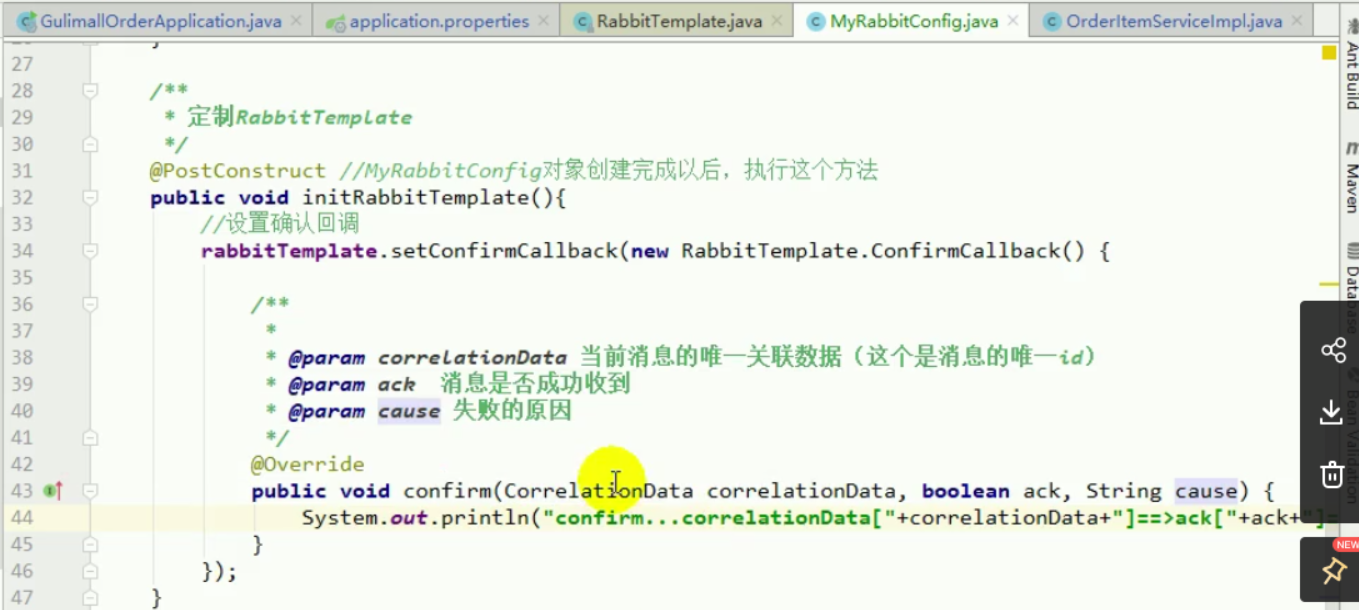 GulimallOrderApplication.java application.properties RabbitTemplate.java MyRabbitConfig.java OrderItemServiceImpl.java
27
28 /**
29 * 定制RabbitTemplate
30 */
31 @PostConstruct //MyRabbitConfig对象创建完成以后，执行这个方法
32 public void initRabbitTemplate(){
33 //设置确认回调
34 rabbitTemplate.setConfirmCallback(new RabbitTemplate.ConfirmCallback() {
35
36 /**
37 *
38 * @param correlationData 当前消息的唯一关联数据（这个是消息的唯一id）
39 * @param ack 消息是否成功收到
40 * @param cause 失败的原因
41 */
42 @Override
43 public void confirm(CorrelationData correlationData, boolean ack, String cause) {
44 System.out.println("confirm...correlationData["+correlationData+"]==>ack["+ack+"]=
45 }
46 });
47 }
Ant Build
Maven
Database
Bean Validation
NEW